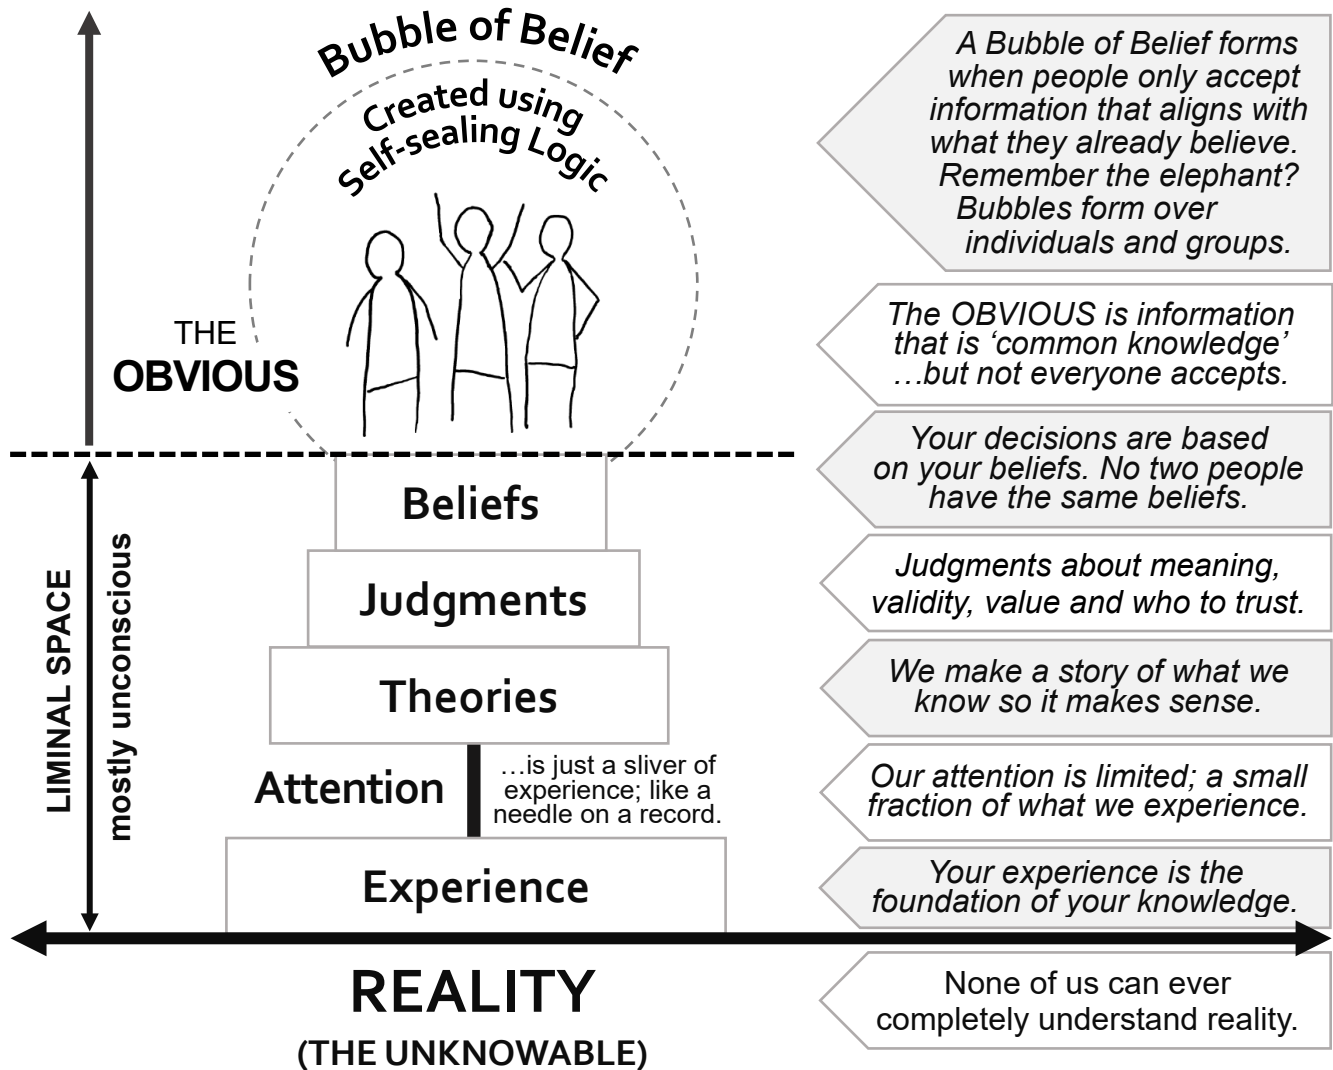 Bubble of Belief
Created using
Self-sealing Logic
THE
OBVIOUS
Beliefs
Judgments
Theories
Attention
…is just a sliver of
experience; like a
needle on a record.
Experience
LIMINAL SPACE
mostly unconscious
REALITY
(THE UNKNOWABLE)
A Bubble of Belief forms
when people only accept
information that aligns with
what they already believe.
Remember the elephant?
Bubbles form over
individuals and groups.
The OBVIOUS is information
that is ‘common knowledge’
…but not everyone accepts.
Your decisions are based
on your beliefs. No two people
have the same beliefs.
Judgments about meaning,
validity, value and who to trust.
We make a story of what we
know so it makes sense.
Our attention is limited; a small
fraction of what we experience.
Your experience is the
foundation of your knowledge.
None of us can ever
completely understand reality.